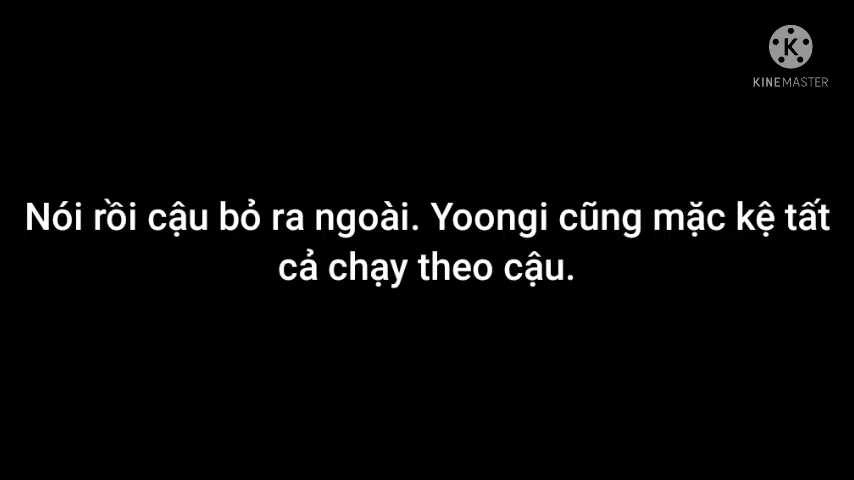 K
KINEMASTER
Nói rồi cậu bỏ ra ngoài. Yoongi cũng mặc kệ tất
cả chạy theo cậu.